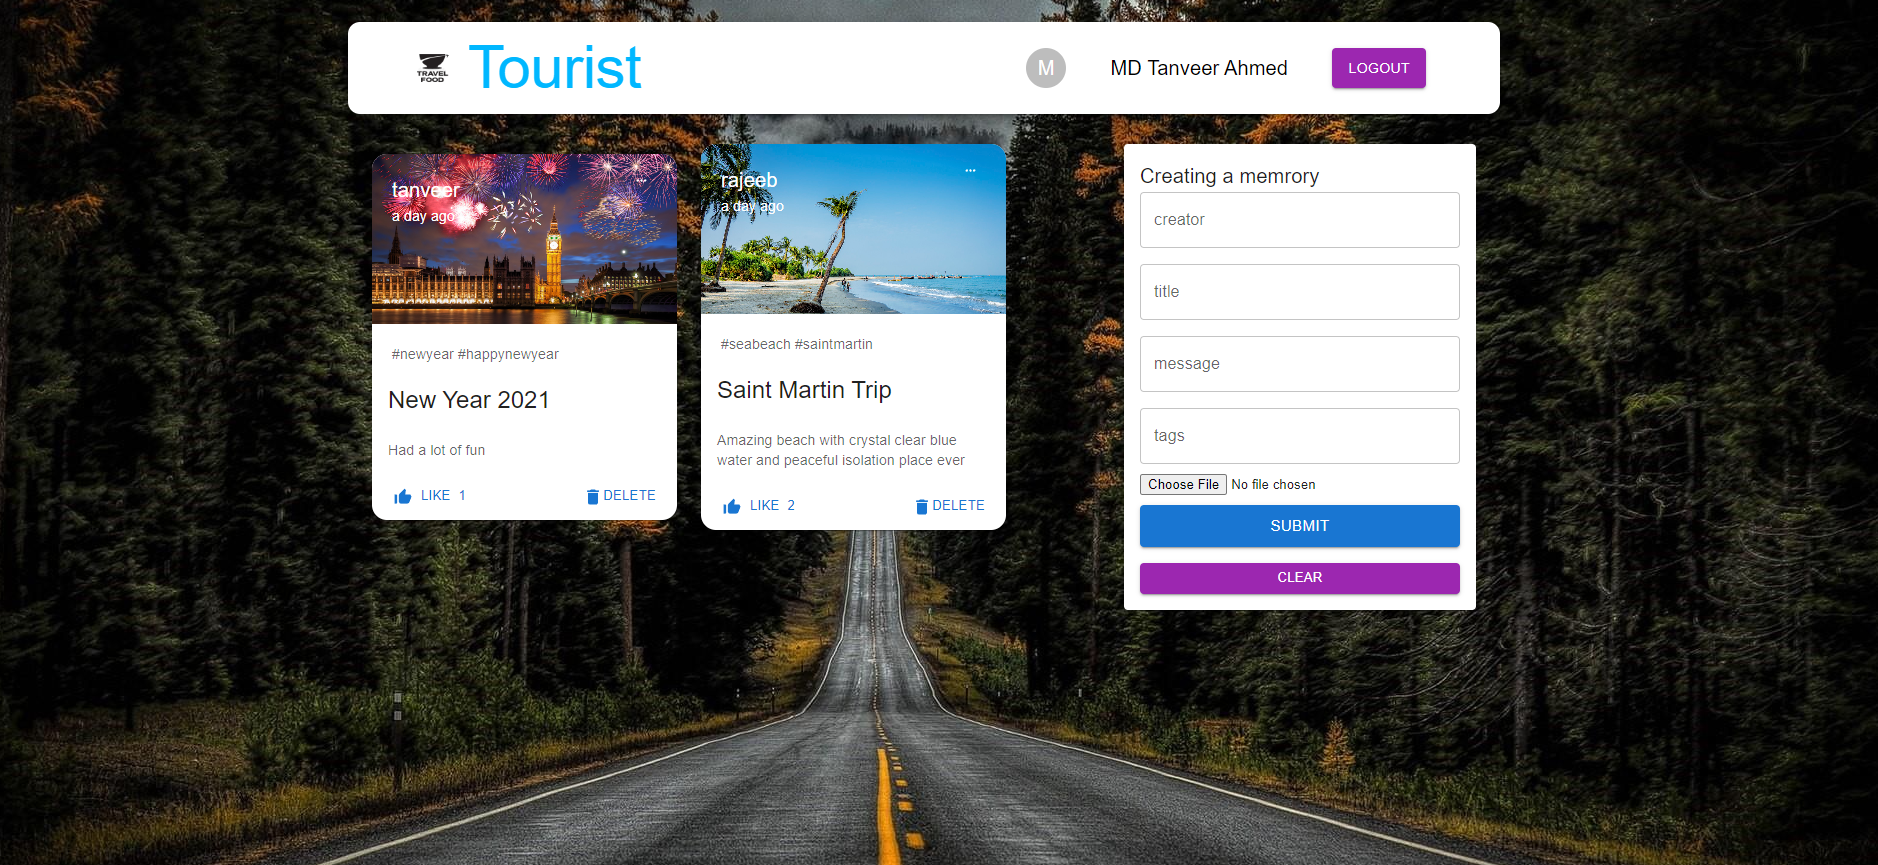 TRAVEL
FOOD
Tourist
M
MD Tanveer Ahmed
LOGOUT
tanveer
a day ago
#newyear #happynewyear
New Year 2021
Had a lot of fun
LIKE 1
DELETE
rajeeb
a day ago
#seabeach #saintmartin
Saint Martin Trip
Amazing beach with crystal clear blue
water and peaceful isolation place ever
LIKE 2
DELETE
Creating a memrory
creator
title
message
tags
Choose File No file chosen
SUBMIT
CLEAR